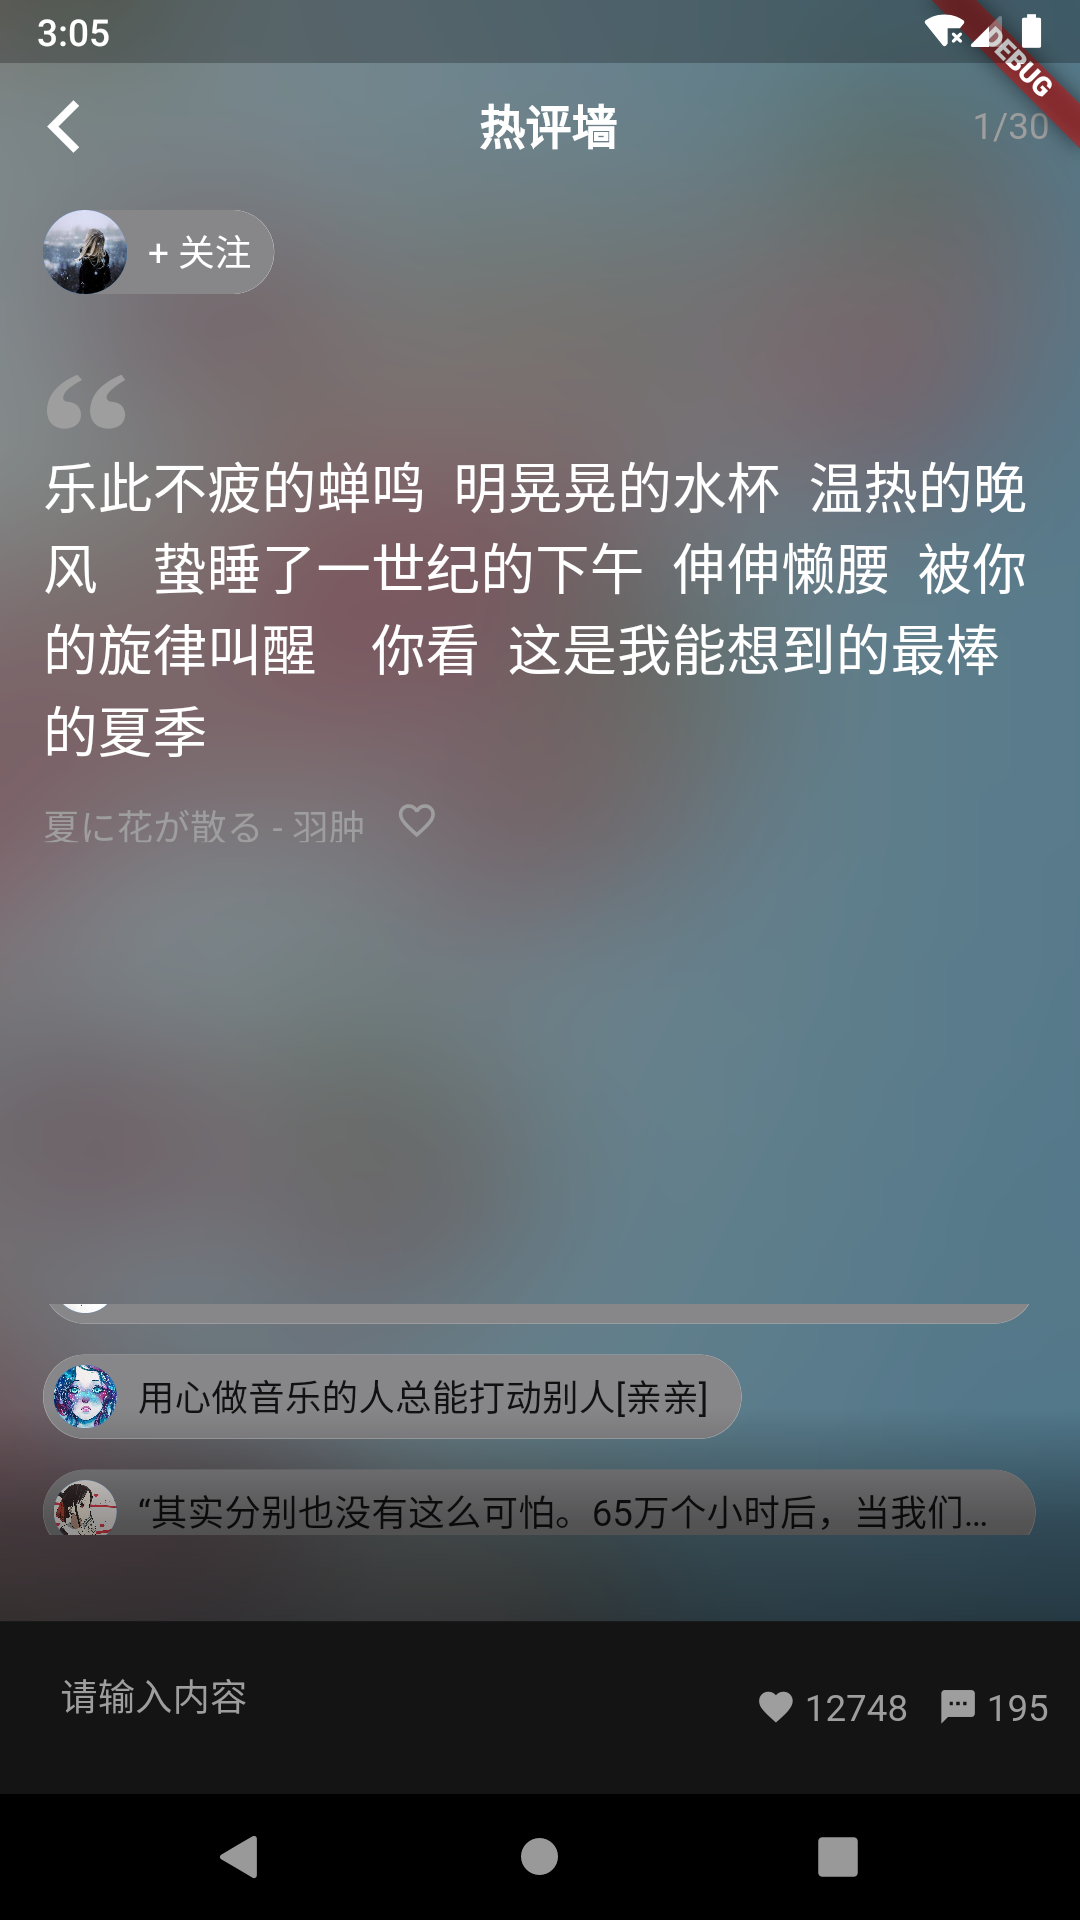 3:05
DEBUG
热评墙
1/30
+ 关注
“
乐此不疲的蝉鸣 明晃晃的水杯 温热的晚
风 蛰睡了一世纪的下午 伸伸懒腰 被你
的旋律叫醒 你看 这是我能想到的最棒
的夏季
夏に花が散る - 羽肿
用心做音乐的人总能打动别人[亲亲]
“其实分别也没有这么可怕。65万个小时后，当我们...
请输入内容
12748
195